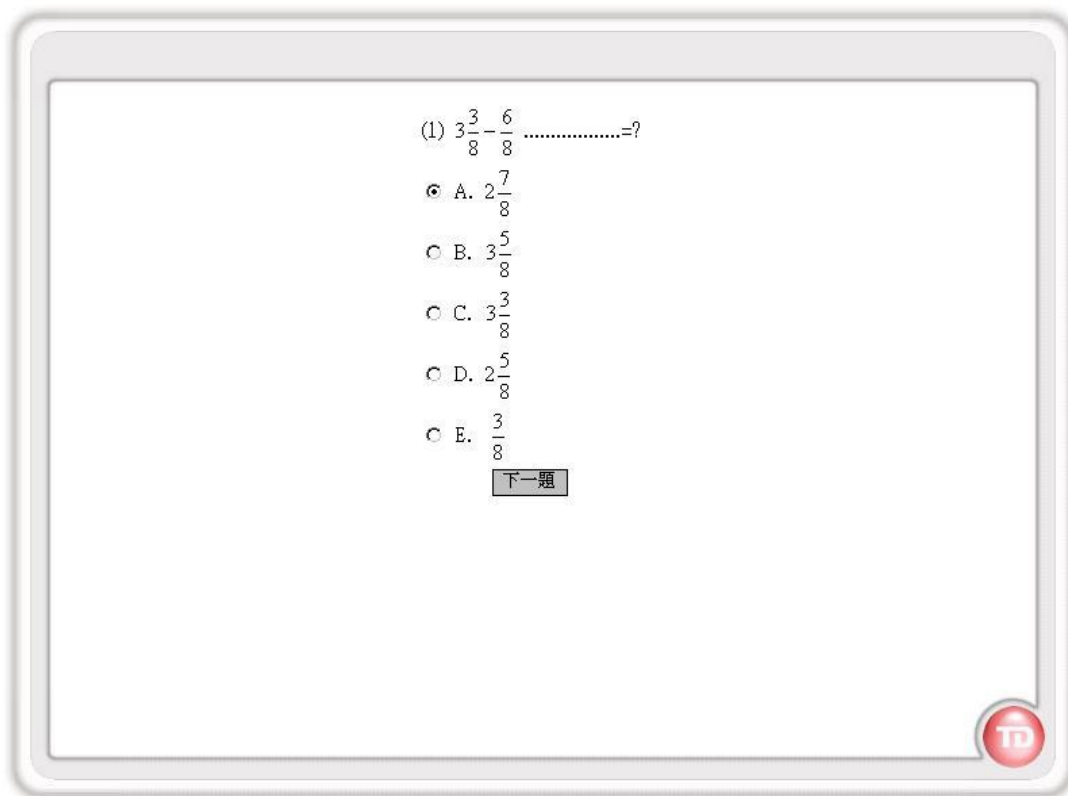 (1) 3 3/8 - 6/8 ..................=?
A. 2 7/8
B. 3 5/8
C. 3 3/8
D. 2 5/8
E. 3/8
下一題
TD